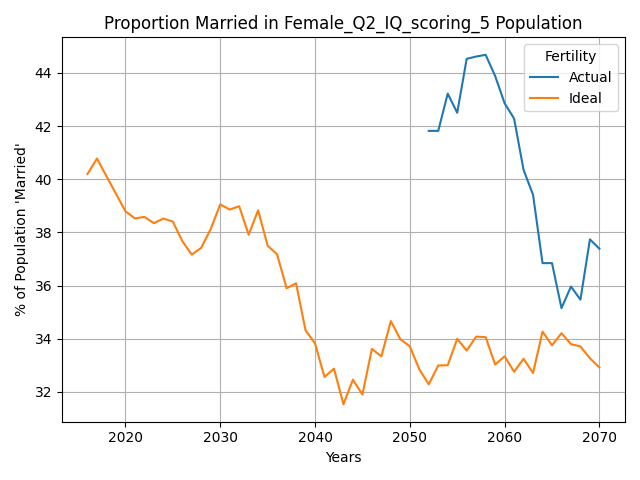 Proportion Married in Female_Q2_IQ_scoring_5 Population
Fertility
Actual
Ideal
% of Population 'Married'
44
42
40
38
36
34
32
2020
2030
2040
2050
2060
2070
Years